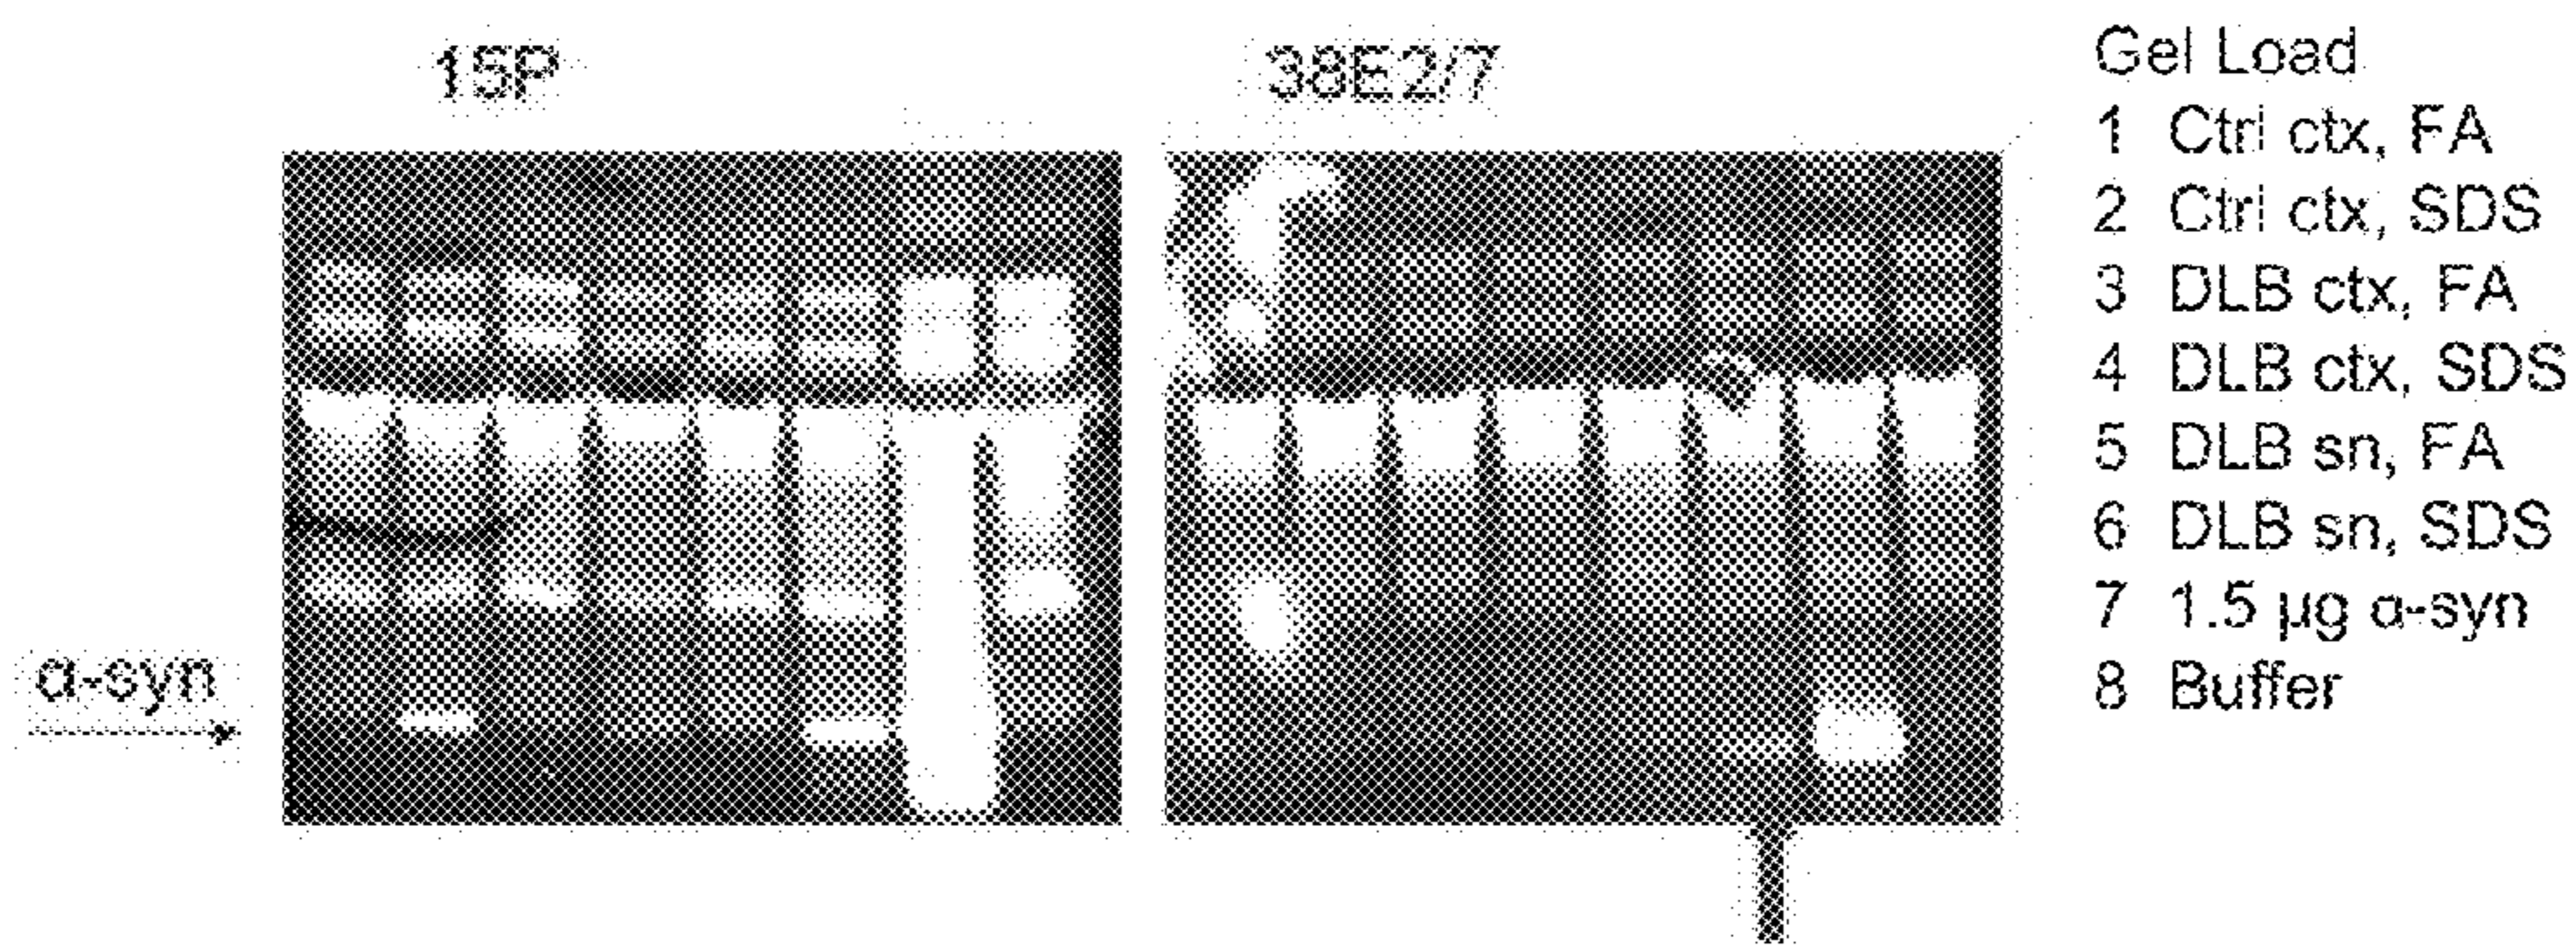 15P
38E2/7
α-syn
Gel Load
1 Ctrl ctx, FA
2 Ctrl ctx, SDS
3 DLB ctx, FA
4 DLB ctx, SDS
5 DLB sn, FA
6 DLB sn, SDS
7 1.5 µg α-syn
8 Buffer